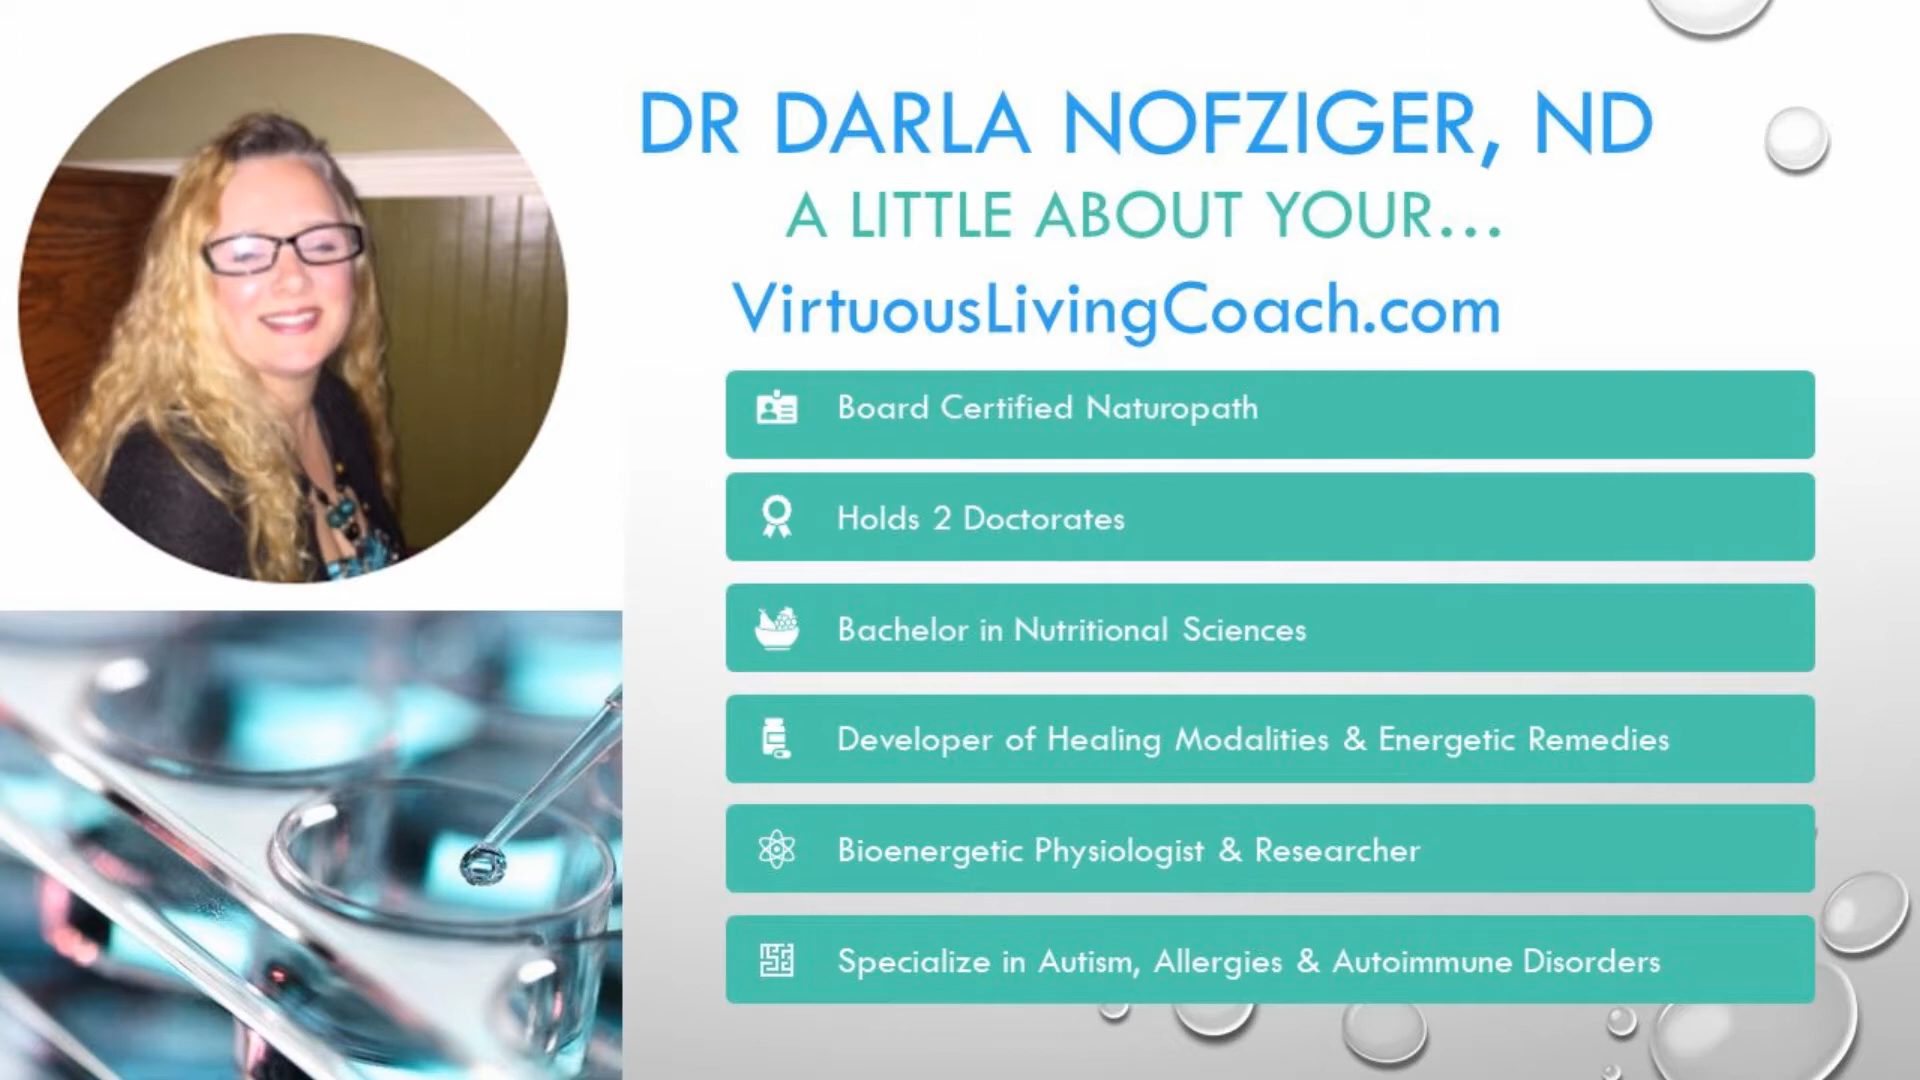 DR DARLA NOFZIGER, ND
A LITTLE ABOUT YOUR...
VirtuousLivingCoach.com
Board Certified Naturopath
Holds 2 Doctorates
Bachelor in Nutritional Sciences
Developer of Healing Modalities & Energetic Remedies
Bioenergetic Physiologist & Researcher
Specialize in Autism, Allergies & Autoimmune Disorders